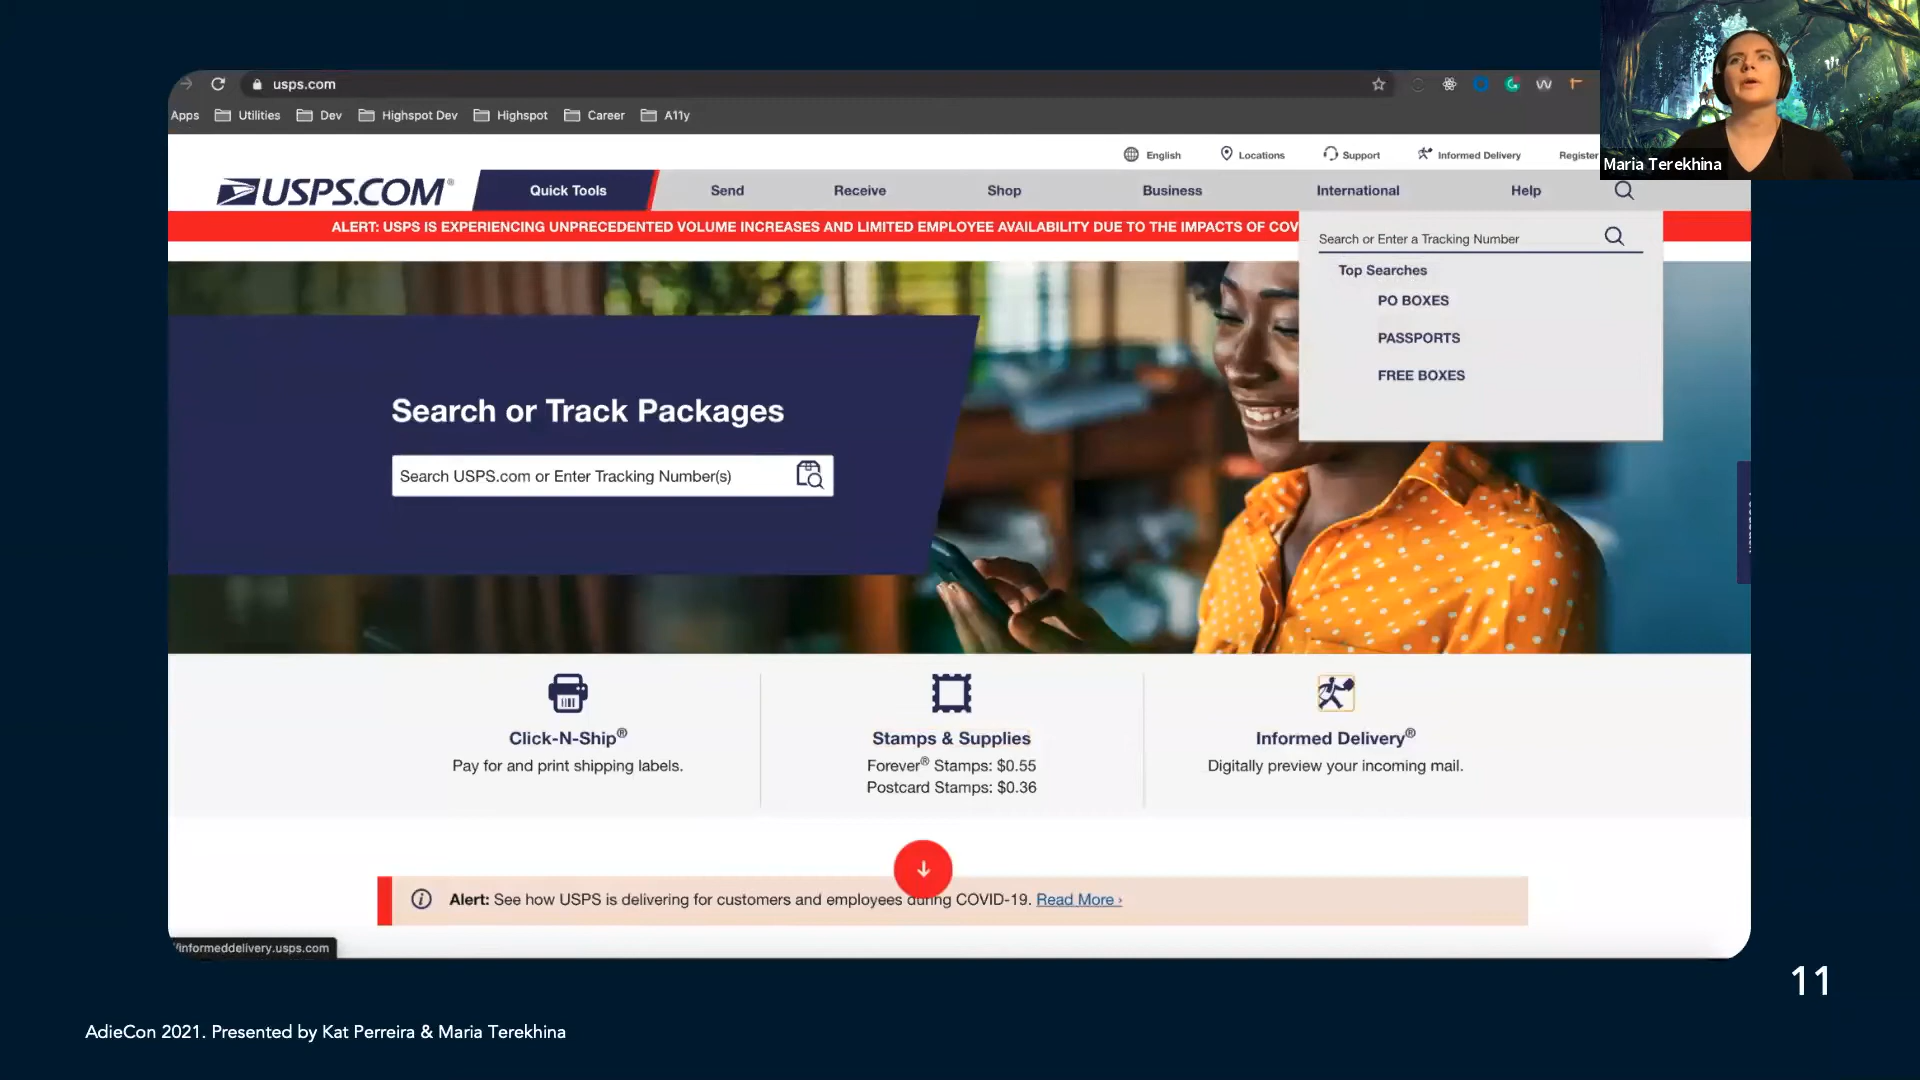 usps.com
Apps Utilities Dev Highspot Dev Highspot Career A11y
Maria Terekhina
English Locations Support Informed Delivery Register
USPS.COM®
Quick Tools Send Receive Shop Business International Help
ALERT: USPS IS EXPERIENCING UNPRECEDENTED VOLUME INCREASES AND LIMITED EMPLOYEE AVAILABILITY DUE TO THE IMPACTS OF COV
Search or Enter a Tracking Number
Top Searches
PO BOXES
PASSPORTS
FREE BOXES
Search or Track Packages
Search USPS.com or Enter Tracking Number(s)
Click-N-Ship®
Pay for and print shipping labels.
Stamps & Supplies
Forever® Stamps: $0.55
Postcard Stamps: $0.36
Informed Delivery®
Digitally preview your incoming mail.
Alert: See how USPS is delivering for customers and employees during COVID-19. Read More ›
/informeddelivery.usps.com
11
AdieCon 2021. Presented by Kat Perreira & Maria Terekhina